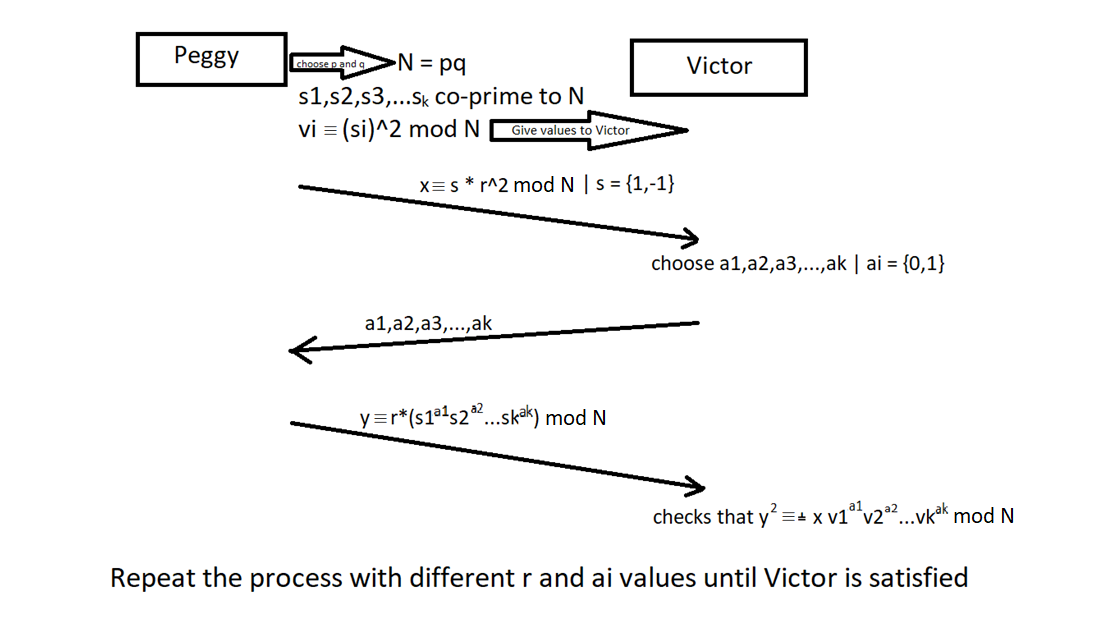 Peggy
choose p and q
N = pq
Victor
s1,s2,s3,...sₖ co-prime to N
vi ≡ (si)^2 mod N
Give values to Victor
x≡ s * r^2 mod N | s = {1,-1}
choose a1,a2,a3,...,ak | ai = {0,1}
a1,a2,a3,...,ak
y≡r*(s1ᵃ¹s2ᵃ²...skᵃᵏ) mod N
checks that y² ≡± x v1ᵃ¹v2ᵃ²...vkᵃᵏ mod N
Repeat the process with different r and ai values until Victor is satisfied